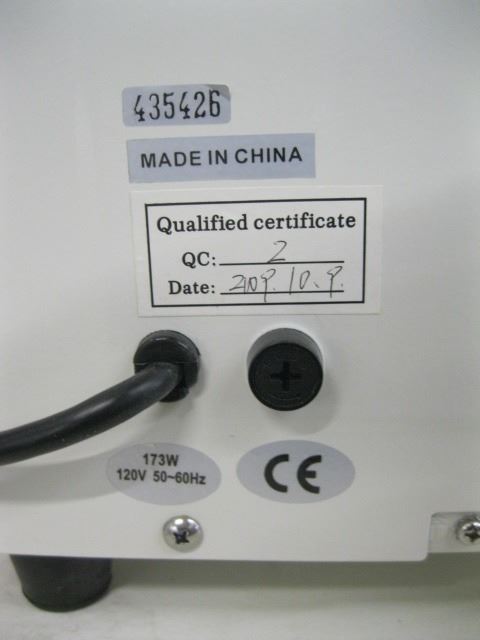 435426
MADE IN CHINA
Qualified certificate
QC: 2
Date: 2009.10.9.
173W
120V 50~60Hz
CE